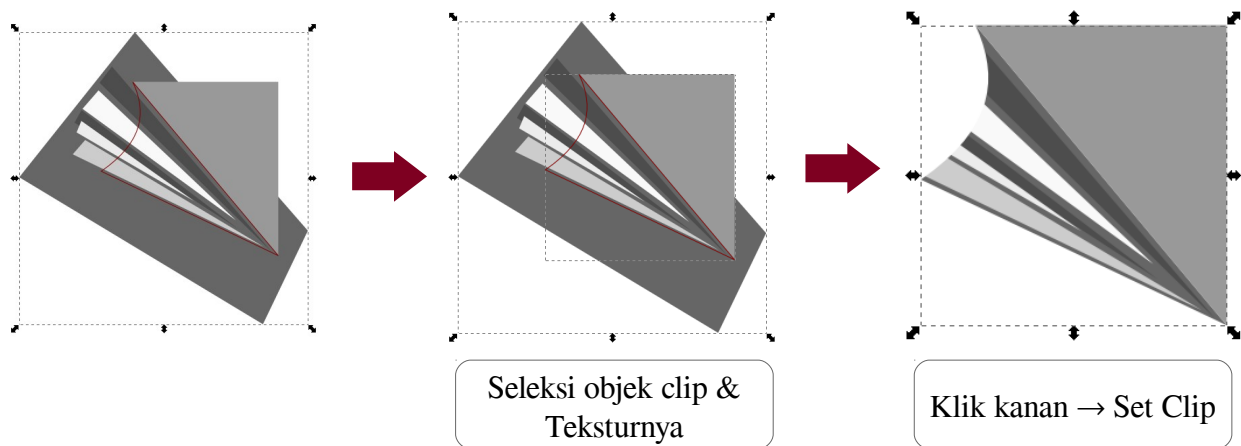 Seleksi objek clip &
Teksturnya
Klik kanan → Set Clip